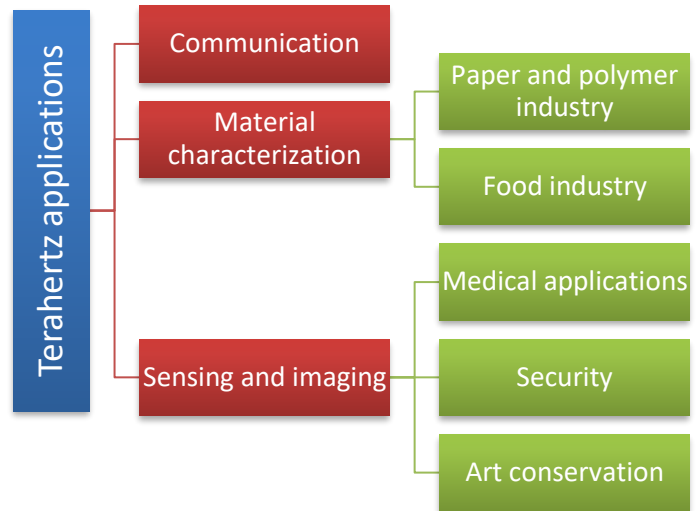 Terahertz applications
Communication
Material
characterization
Paper and polymer
industry
Food industry
Sensing and imaging
Medical applications
Security
Art conservation